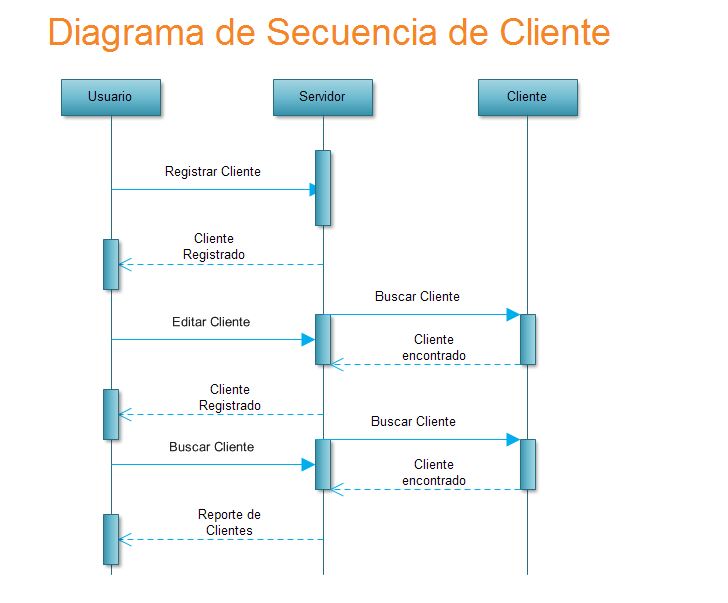 Diagrama de Secuencia de Cliente
Usuario
Servidor
Cliente
Registrar Cliente
Cliente
Registrado
Buscar Cliente
Editar Cliente
Cliente
encontrado
Cliente
Registrado
Buscar Cliente
Buscar Cliente
Cliente
encontrado
Reporte de
Clientes